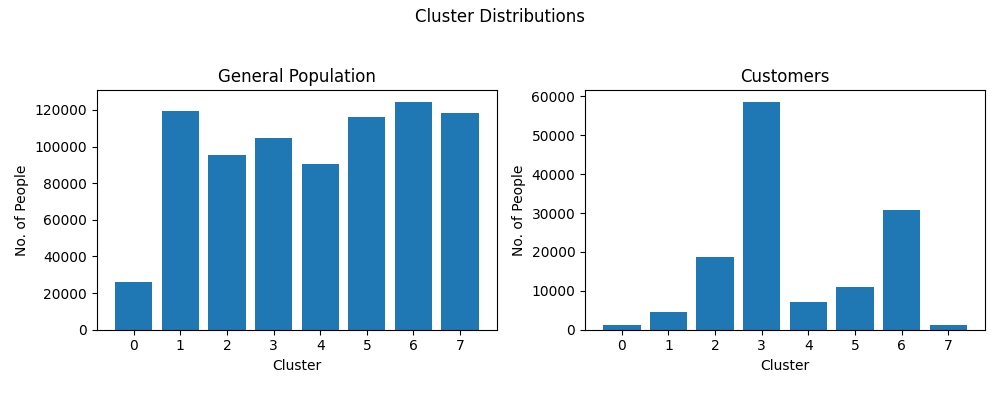 Cluster Distributions
General Population
No. of People
120000
100000
80000
60000
40000
20000
0
0 1 2 3 4 5 6 7
Cluster
Customers
No. of People
60000
50000
40000
30000
20000
10000
0
0 1 2 3 4 5 6 7
Cluster